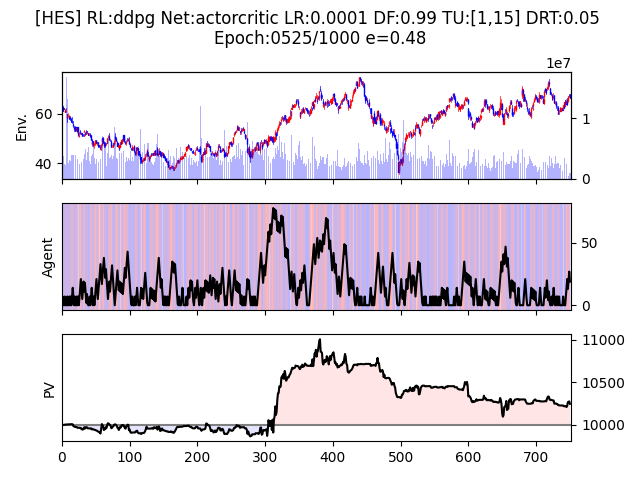 [HES] RL:ddpg Net:actorcritic LR:0.0001 DF:0.99 TU:[1,15] DRT:0.05
Epoch:0525/1000 e=0.48
1e7
Env.
60
40
1
0
Agent
50
0
PV
11000
10500
10000
0 100 200 300 400 500 600 700